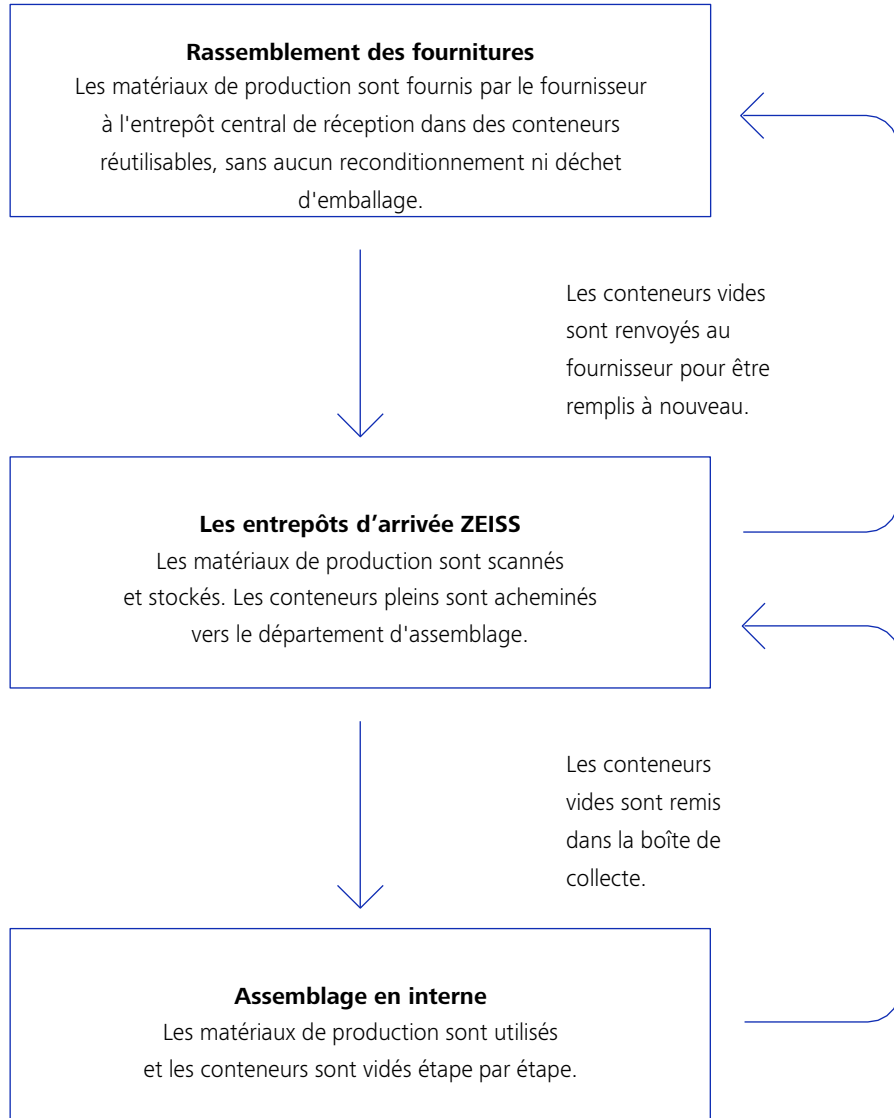 Rassemblement des fournitures
Les matériaux de production sont fournis par le fournisseur
à l'entrepôt central de réception dans des conteneurs
réutilisables, sans aucun reconditionnement ni déchet
d'emballage.
Les conteneurs vides
sont renvoyés au
fournisseur pour être
remplis à nouveau.
Les entrepôts d’arrivée ZEISS
Les matériaux de production sont scannés
et stockés. Les conteneurs pleins sont acheminés
vers le département d'assemblage.
Les conteneurs
vides sont remis
dans la boîte de
collecte.
Assemblage en interne
Les matériaux de production sont utilisés
et les conteneurs sont vidés étape par étape.